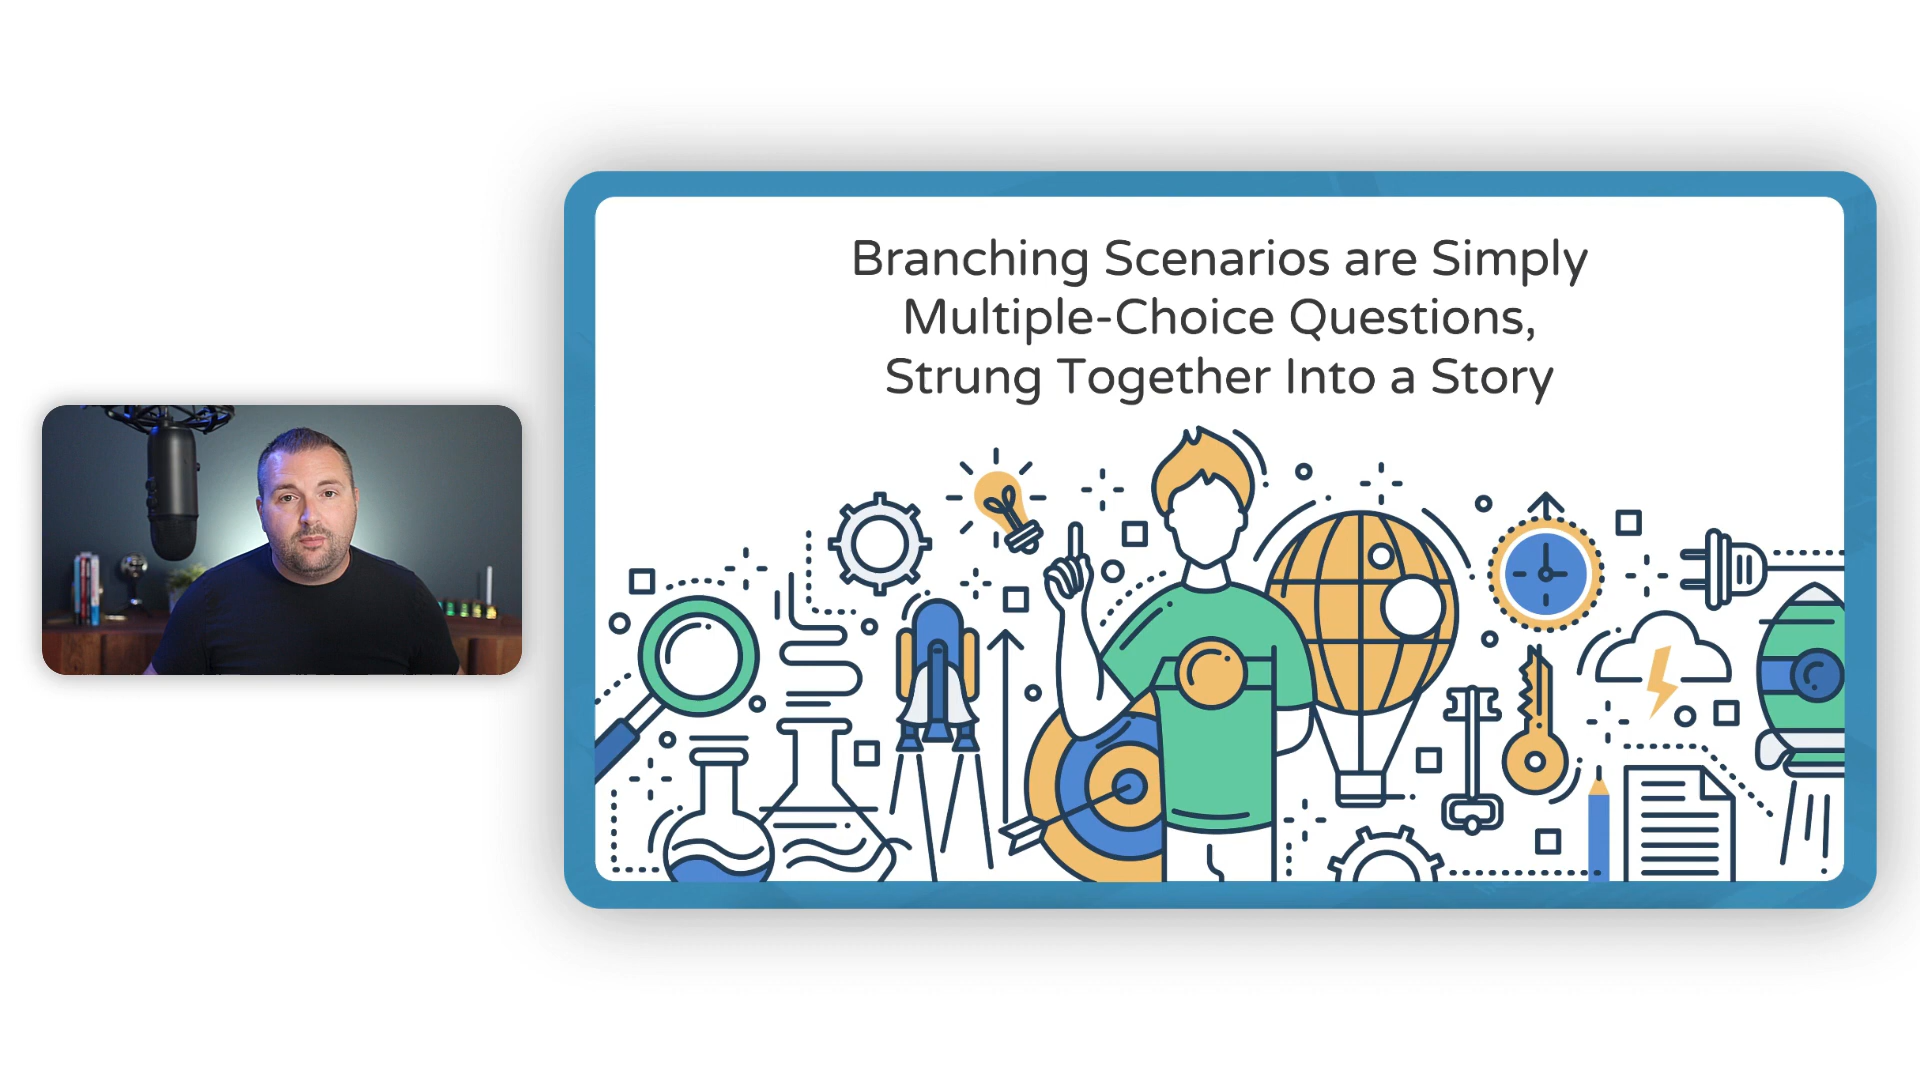 Branching Scenarios are Simply
Multiple-Choice Questions,
Strung Together Into a Story